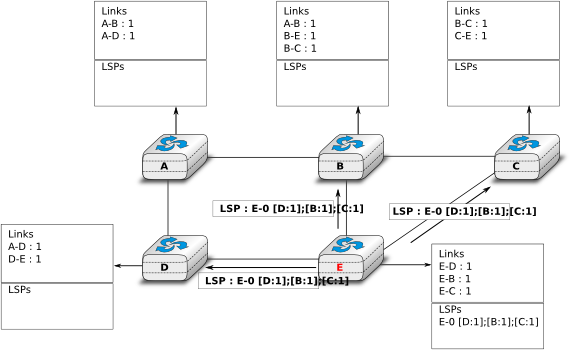 Links
A-B : 1
A-D : 1
LSPs
Links
A-B : 1
B-E : 1
B-C : 1
LSPs
Links
B-C : 1
C-E : 1
LSPs
A
B
C
LSP : E-0 [D:1];[B:1];[C:1]
LSP : E-0 [D:1];[B:1];[C:1]
Links
A-D : 1
D-E : 1
LSPs
D
E
LSP : E-0 [D:1];[B:1];[C:1]
Links
E-D : 1
E-B : 1
E-C : 1
LSPs
E-0 [D:1];[B:1];[C:1]